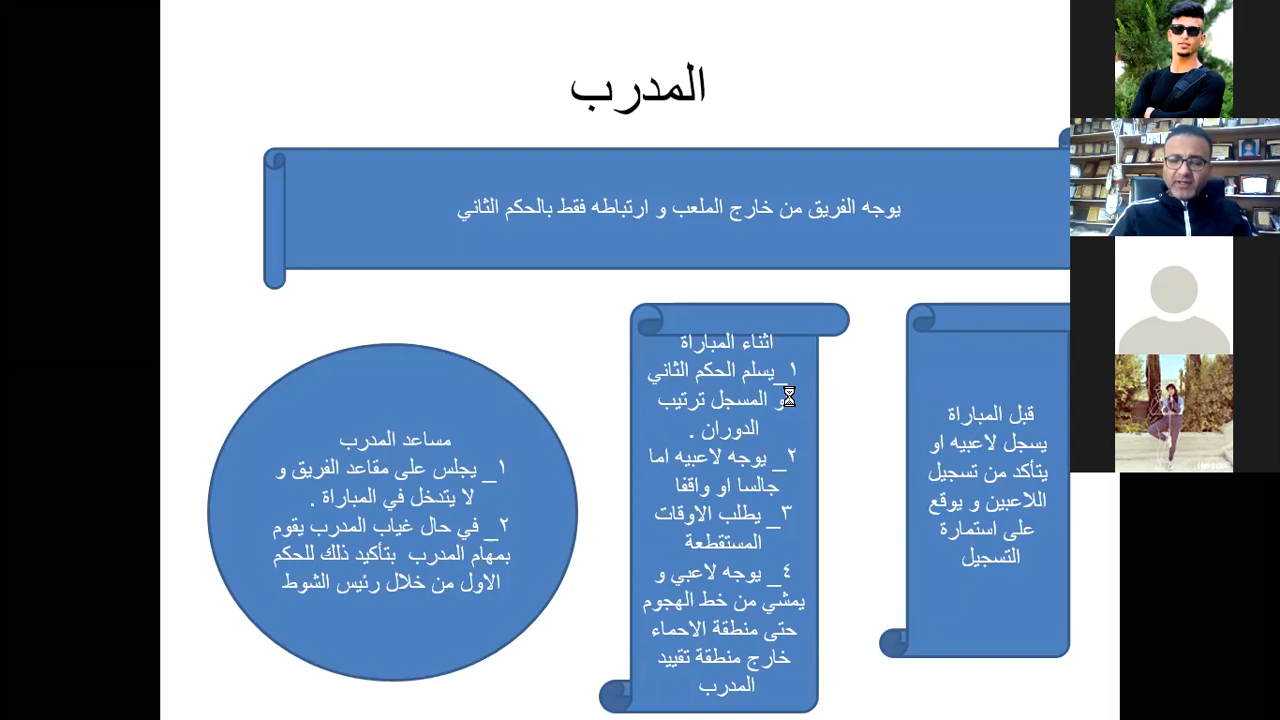 المدرب
يوجه الفريق من خارج الملعب و ارتباطه فقط بالحكم الثاني
قبل المباراة
يسجل لاعبيه او
يتأكد من تسجيل
اللاعبين و يوقع
على استمارة
التسجيل
اثناء المباراة
١_يسلم الحكم الثاني
و المسجل ترتيب
الدوران .
٢_ يوجه لاعبيه اما
جالسا او واقفا
٣_ يطلب الاوقات
المستقطعة
٤_ يوجه لاعبي و
يمشي من خط الهجوم
حتى منطقة الاحماء
خارج منطقة تقييد
المدرب
مساعد المدرب
١_ يجلس على مقاعد الفريق و
لا يتدخل في المباراة .
٢_ في حال غياب المدرب يقوم
بمهام المدرب بتأكيد ذلك للحكم
الاول من خلال رئيس الشوط